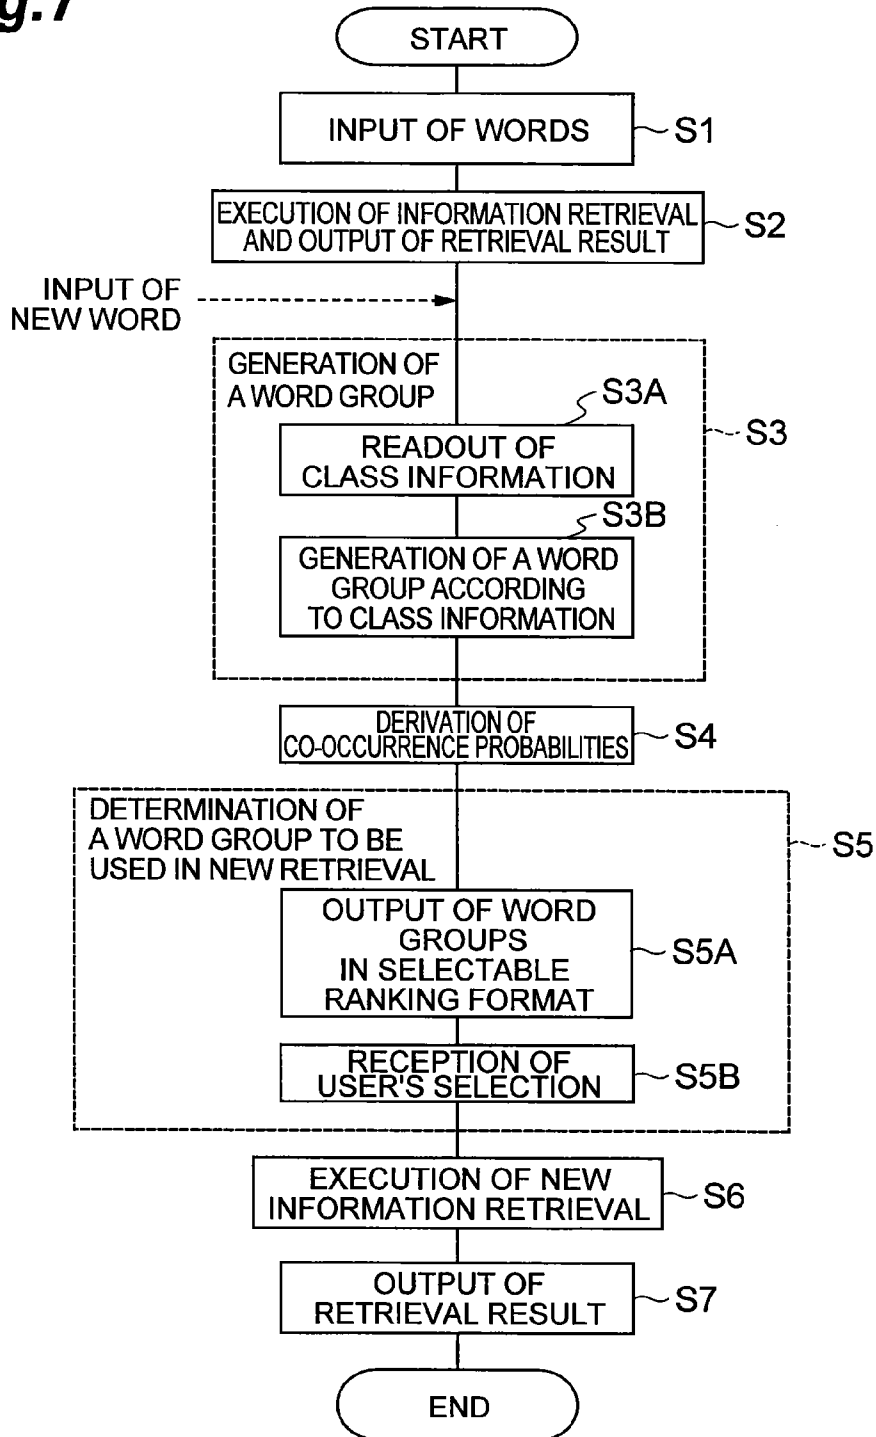 g.7
START
INPUT OF WORDS
S1
EXECUTION OF INFORMATION RETRIEVAL
AND OUTPUT OF RETRIEVAL RESULT
S2
INPUT OF
NEW WORD
GENERATION OF
A WORD GROUP
S3
S3A
READOUT OF
CLASS INFORMATION
S3B
GENERATION OF A WORD
GROUP ACCORDING
TO CLASS INFORMATION
DERIVATION OF
CO-OCCURRENCE PROBABILITIES
S4
DETERMINATION OF
A WORD GROUP TO BE
USED IN NEW RETRIEVAL
S5
OUTPUT OF WORD
GROUPS
IN SELECTABLE
RANKING FORMAT
S5A
RECEPTION OF
USER'S SELECTION
S5B
EXECUTION OF NEW
INFORMATION RETRIEVAL
S6
OUTPUT OF
RETRIEVAL RESULT
S7
END